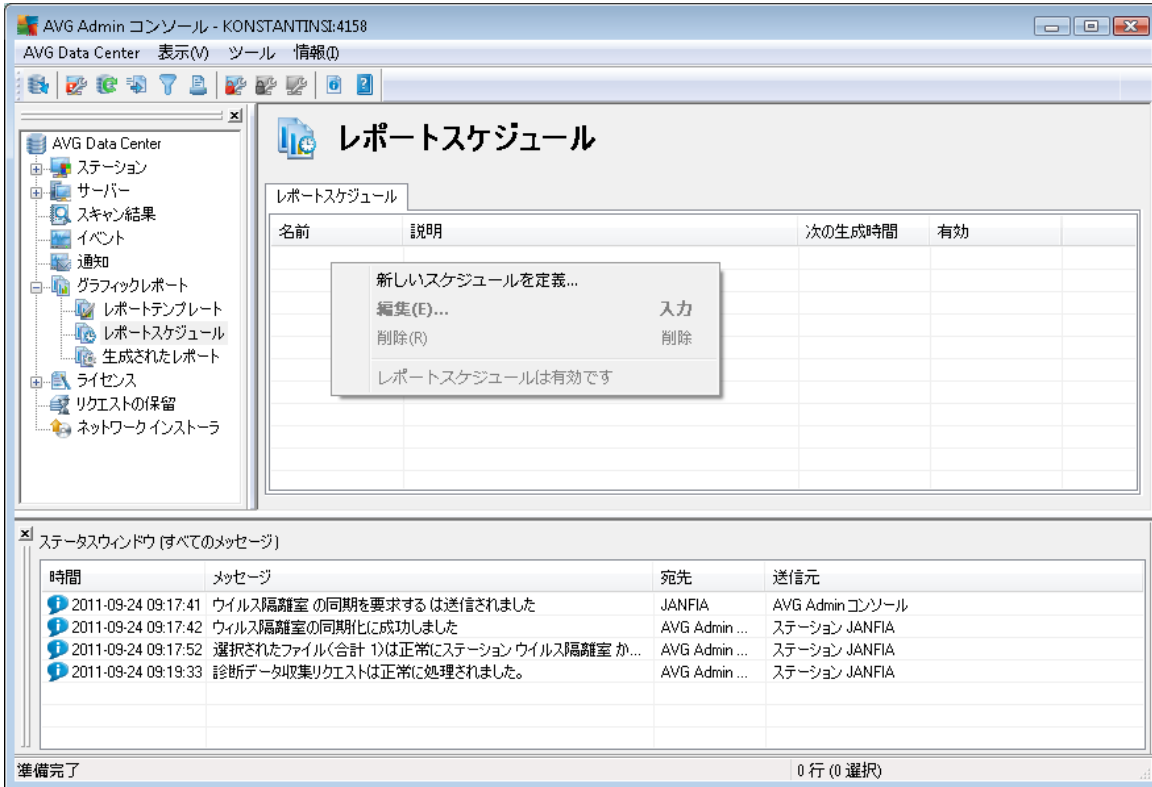 AVG Admin コンソール - KONSTANTINSI:4158
AVG Data Center 表示(V) ツール 情報(I)
AVG Data Center
ステーション
サーバー
スキャン結果
イベント
通知
グラフィックレポート
レポートテンプレート
レポートスケジュール
生成されたレポート
ライセンス
リクエストの保留
ネットワークインストーラ
レポートスケジュール
レポートスケジュール
名前 説明 次の生成時間 有効
新しいスケジュールを定義...
編集(E)... 入力
削除(R) 削除
レポートスケジュールは有効です
ステータスウィンドウ (すべてのメッセージ)
時間 メッセージ 宛先 送信元
2011-09-24 09:17:41 ウイルス隔離室 の同期を要求する は送信されました JANFIA AVG Admin コンソール
2011-09-24 09:17:42 ウィルス隔離室の同期化に成功しました AVG Admin ... ステーション JANFIA
2011-09-24 09:17:52 選択されたファイル(合計 1)は正常にステーション ウイルス隔離室 か... AVG Admin ... ステーション JANFIA
2011-09-24 09:19:33 診断データ収集リクエストは正常に処理されました。 AVG Admin ... ステーション JANFIA
準備完了 0 行 (0 選択)